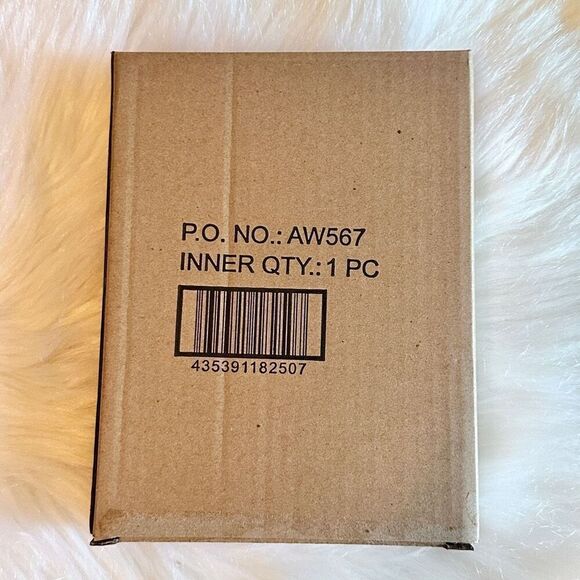 P.O. NO.: AW567
INNER QTY.: 1 PC
435391182507